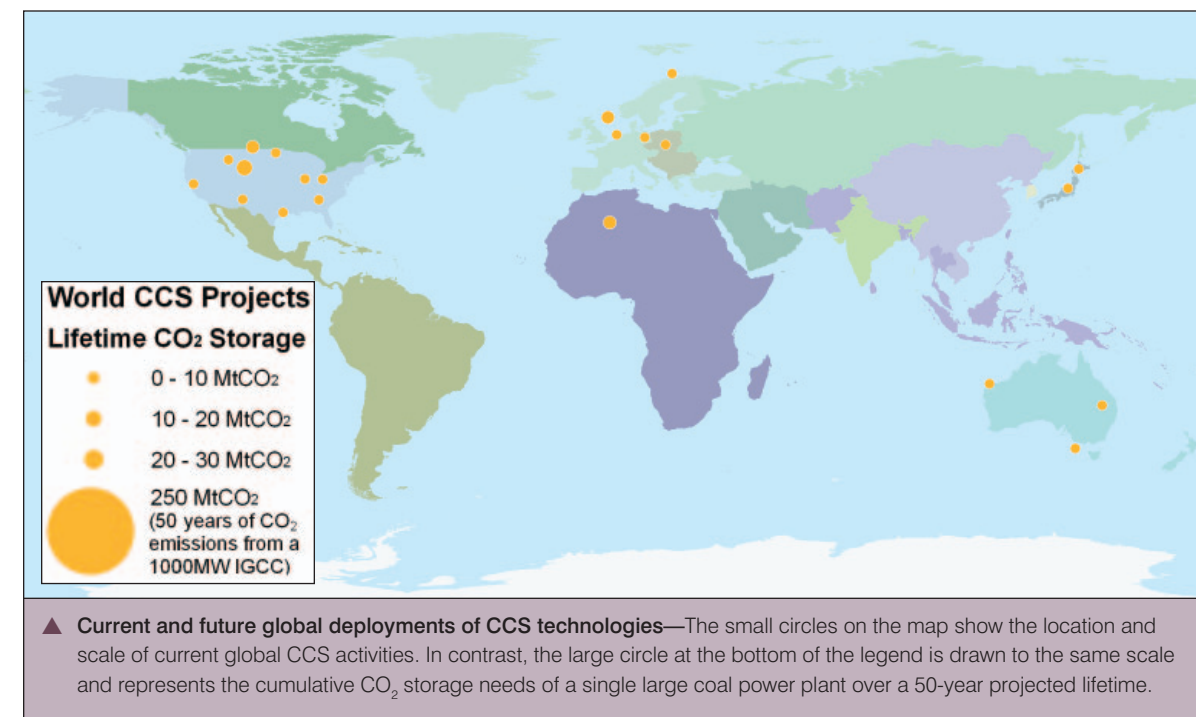 World CCS Projects
Lifetime CO₂ Storage
0 - 10 MtCO₂
10 - 20 MtCO₂
20 - 30 MtCO₂
250 MtCO₂
(50 years of CO₂
emissions from a
1000MW IGCC)
▲ Current and future global deployments of CCS technologies—The small circles on the map show the location and
scale of current global CCS activities. In contrast, the large circle at the bottom of the legend is drawn to the same scale
and represents the cumulative CO₂ storage needs of a single large coal power plant over a 50-year projected lifetime.